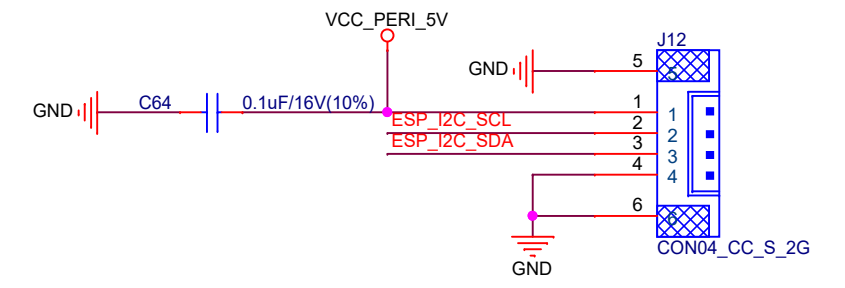 VCC_PERI_5V
J12
GND
5
5
GND
C64
0.1uF/16V(10%)
1
1
ESP_I2C_SCL
2
2
ESP_I2C_SDA
3
3
4
4
6
6
CON04_CC_S_2G
GND